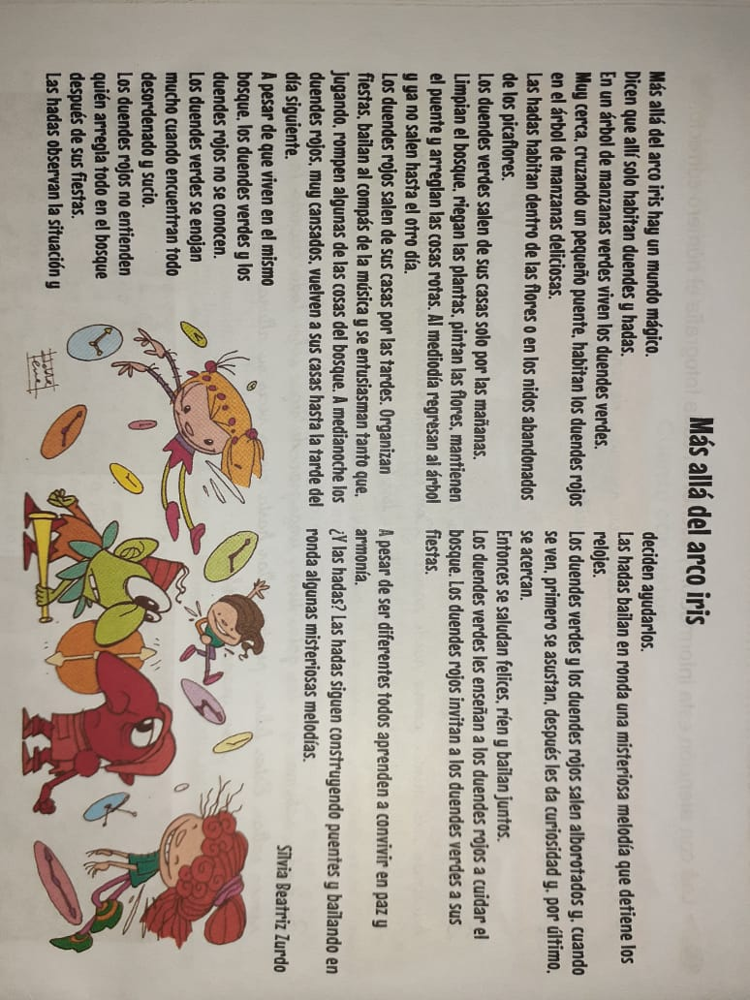 Más allá del arco iris
Más allá del arco iris hay un mundo mágico.
Dicen que allí solo habitan duendes y hadas.
En un árbol de manzanas verdes viven los duendes verdes.
Muy cerca, cruzando un pequeño puente, habitan los duendes rojos
en el árbol de manzanas deliciosas.
Las hadas habitan dentro de las flores o en los nidos abandonados
de los picaflores.
Los duendes verdes salen de sus casas solo por las mañanas.
Limpian el bosque, riegan las plantas, pintan las flores, mantienen
el puente y arreglan las cosas rotas. Al mediodía regresan al árbol
y ya no salen hasta el otro día.
Los duendes rojos salen de sus casas por las tardes. Organizan
fiestas, bailan al compás de la música y se entusiasman tanto que,
jugando, rompen algunas de las cosas del bosque. A medianoche los
duendes rojos, muy cansados, vuelven a sus casas hasta la tarde del
día siguiente.
A pesar de que viven en el mismo
bosque, los duendes verdes y los
duendes rojos no se conocen.
Los duendes verdes se enojan
mucho cuando encuentran todo
desordenado y sucio.
Los duendes rojos no entienden
quién arregla todo en el bosque
después de sus fiestas.
Las hadas observan la situación y
deciden ayudarlos.
Las hadas bailan en ronda una misteriosa melodía que detiene los
relojes.
Los duendes verdes y los duendes rojos salen alborotados y, cuando
se ven, primero se asustan, después les da curiosidad y, por último,
se acercan.
Entonces se saludan felices, ríen y bailan juntos.
Los duendes verdes les enseñan a los duendes rojos a cuidar el
bosque. Los duendes rojos invitan a los duendes verdes a sus
fiestas.
A pesar de ser diferentes todos aprenden a convivir en paz y
armonía.
¿Y las hadas? Las hadas siguen construyendo puentes y bailando en
ronda algunas misteriosas melodías.
Silvia Beatriz Zurdo